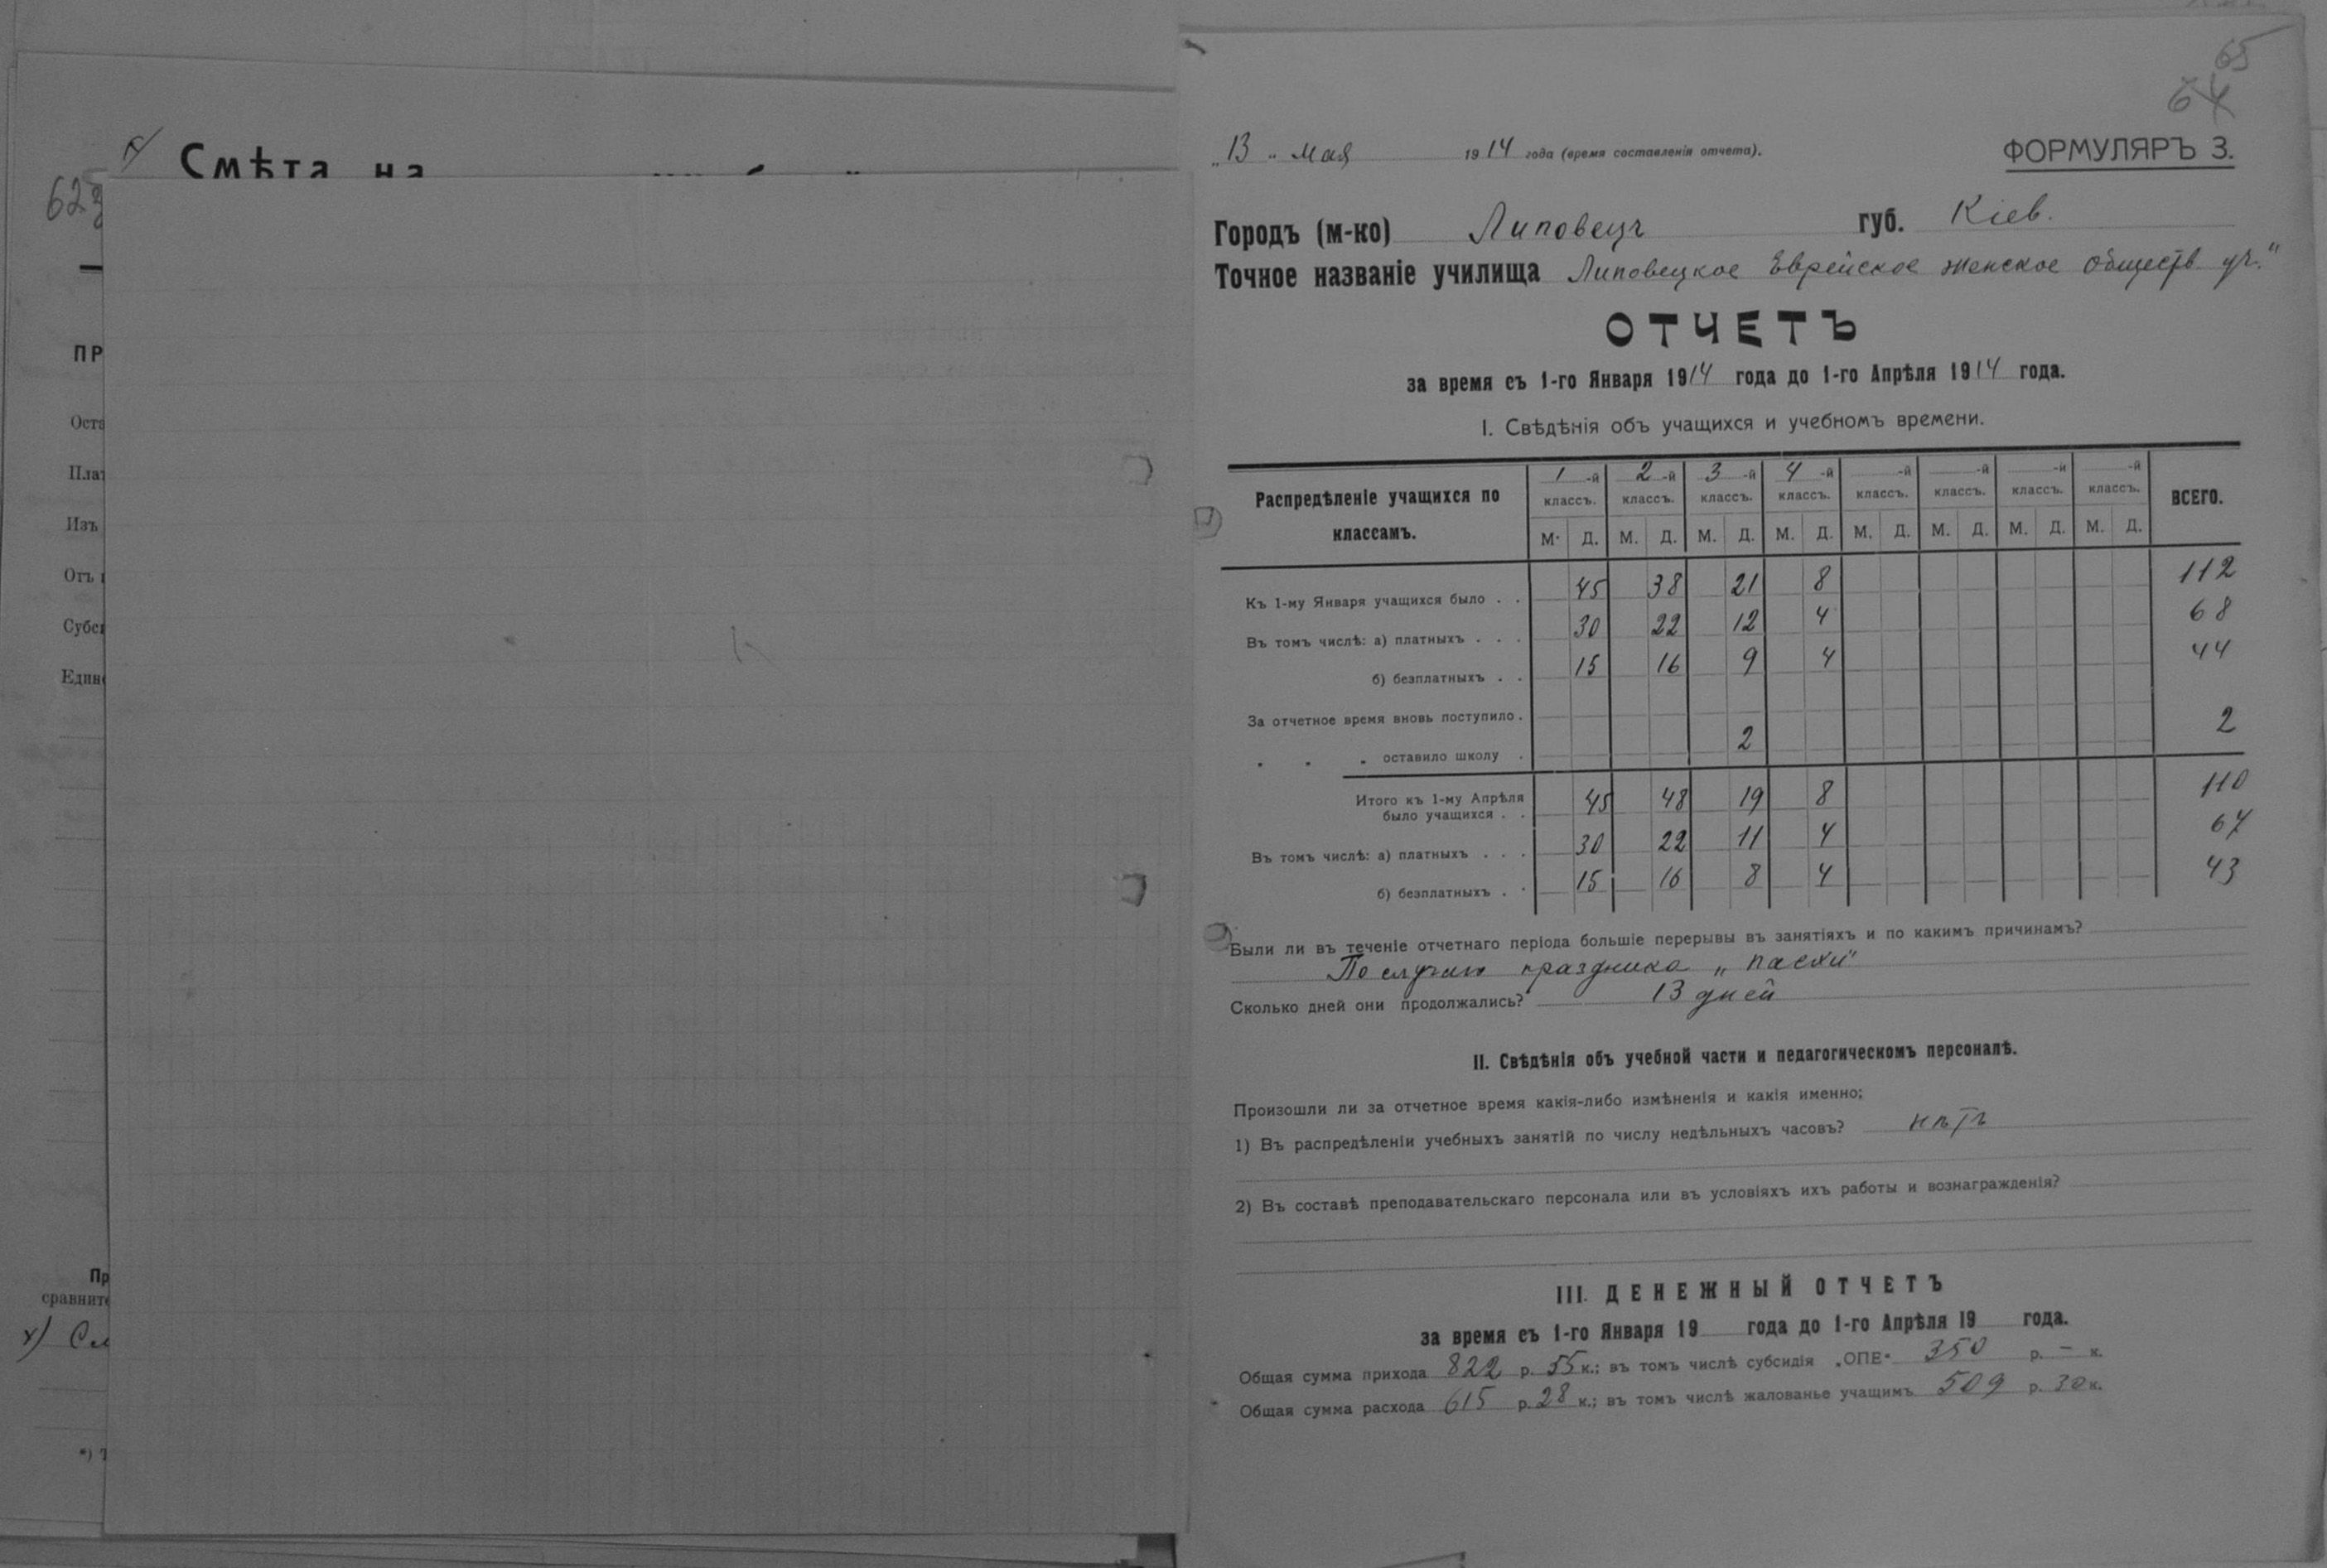 Смѣта на
62
ПР
Оста
Плат
Изъ
Отъ
Субс
Един
Пр
сравните
х) См
65
64
„13„ мая 1914 года (время составленія отчета).
ФОРМУЛЯРЪ 3.
Городъ (м-ко) Липовецъ губ. Кіев.
Точное названіе училища Липовецкое Еврейское женское обществ. уч."
ОТЧЕТЪ
за время съ 1-го Января 1914 года до 1-го Апрѣля 1914 года.
I. Свѣдѣнія объ учащихся и учебномъ времени.
Распредѣленіе учащихся по классамъ. 1-й классъ. 2-й классъ. 3-й классъ. 4-й классъ. -й классъ. -й классъ. -й классъ. -й классъ. ВСЕГО.
М. Д. М. Д. М. Д. М. Д. М. Д. М. Д. М. Д. М. Д.
Къ 1-му Января учащихся было . . 45 38 21 8 112
Въ томъ числѣ: а) платныхъ . . . 30 22 12 4 68
б) безплатныхъ . . 15 16 9 4 44
За отчетное время вновь поступило .
„ „ „ оставило школу . 2 2
Итого къ 1-му Апрѣля
было учащихся . . 45 48 19 8 110
Въ томъ числѣ: а) платныхъ . . . 30 22 11 4 67
б) безплатныхъ . . 15 16 8 4 43
Были ли въ теченіе отчетнаго періода большіе перерывы въ занятіяхъ и по какимъ причинамъ?
По случаю праздника „пасхи"
Сколько дней они продолжались? 13 дней
II. Свѣдѣнія объ учебной части и педагогическомъ персоналѣ.
Произошли ли за отчетное время какія-либо измѣненія и какія именно;
1) Въ распредѣленіи учебныхъ занятій по числу недѣльныхъ часовъ? нѣтъ
2) Въ составѣ преподавательскаго персонала или въ условіяхъ ихъ работы и вознагражденія?
III. ДЕНЕЖНЫЙ ОТЧЕТЪ
за время съ 1-го Января 19 года до 1-го Апрѣля 19 года.
Общая сумма прихода 822 р. 55 к.; въ томъ числѣ субсидія „ОПЕ" 350 р. — к.
Общая сумма расхода 615 р. 28 к.; въ томъ числѣ жалованье учащимъ 509 р. 30 к.